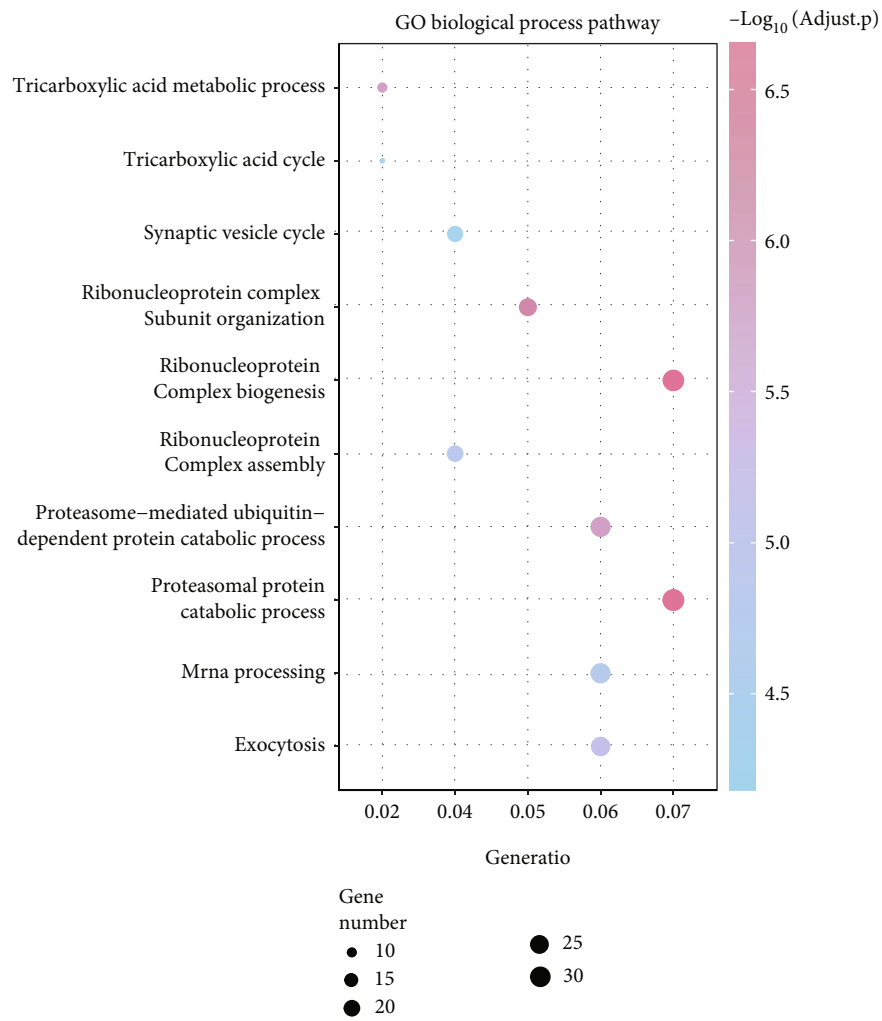 GO biological process pathway
−Log10 (Adjust.p)
Tricarboxylic acid metabolic process
Tricarboxylic acid cycle
Synaptic vesicle cycle
Ribonucleoprotein complex
Subunit organization
Ribonucleoprotein
Complex biogenesis
Ribonucleoprotein
Complex assembly
Proteasome−mediated ubiquitin−
dependent protein catabolic process
Proteasomal protein
catabolic process
Mrna processing
Exocytosis
0.02 0.04 0.05 0.06 0.07
Generatio
6.5
6.0
5.5
5.0
4.5
Gene
number
10
15
20
25
30